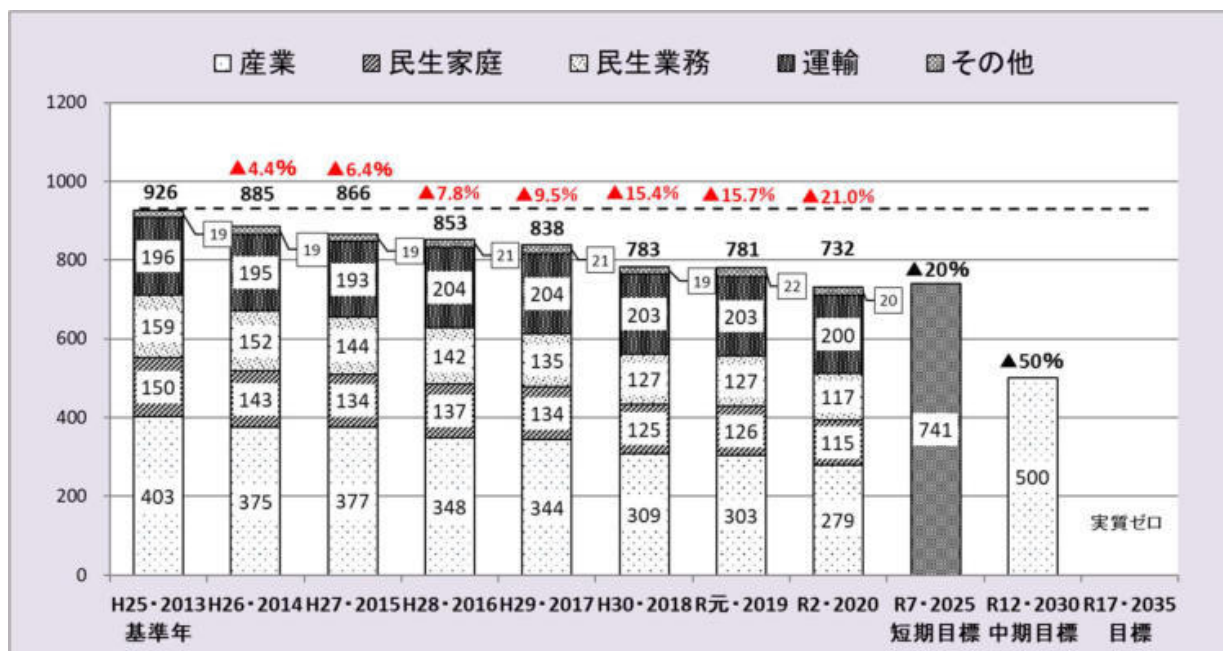 産業 民生家庭 民生業務 運輸 その他
1200
1000
800
600
400
200
0
▲4.4% ▲6.4%
926 885 866 ▲7.8% ▲9.5% ▲15.4% ▲15.7% ▲21.0%
853 838 783 781 732
19 19 19 21 21 19 22 20
▲20%
▲50%
196 195 193 204 204 203 203 200
159 152 144 142 135 127 127 117
150 143 134 137 134 125 126 115
403 375 377 348 344 309 303 279
741
500
実質ゼロ
H25・2013 H26・2014 H27・2015 H28・2016 H29・2017 H30・2018 R元・2019 R2・2020 R7・2025 R12・2030 R17・2035
基準年 短期目標 中期目標 目標